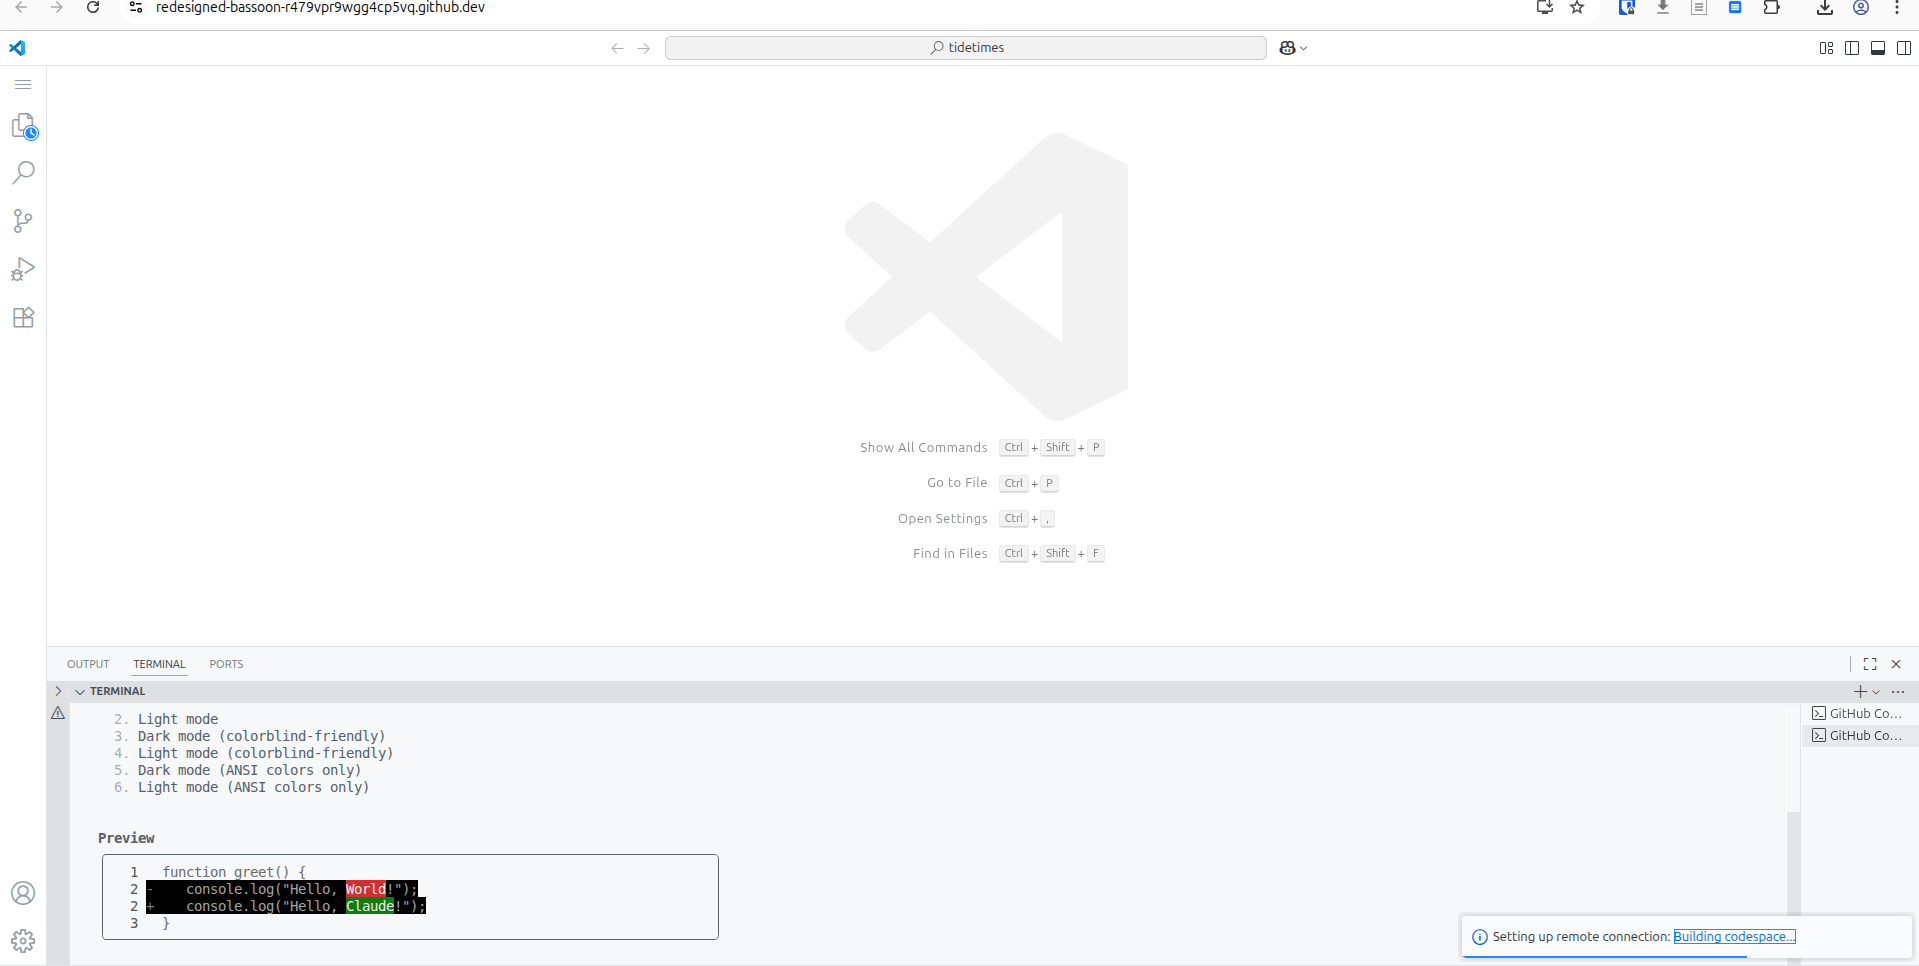 redesigned-bassoon-r479vpr9wgg4cp5vq.github.dev
tidetimes
Show All Commands Ctrl + Shift + P
Go to File Ctrl + P
Open Settings Ctrl + ,
Find in Files Ctrl + Shift + F
OUTPUT TERMINAL PORTS
TERMINAL
2. Light mode
3. Dark mode (colorblind-friendly)
4. Light mode (colorblind-friendly)
5. Dark mode (ANSI colors only)
6. Light mode (ANSI colors only)
Preview
1 function greet() {
2 - console.log("Hello, World!");
2 + console.log("Hello, Claude!");
3 }
GitHub Co...
GitHub Co...
Setting up remote connection: Building codespace...